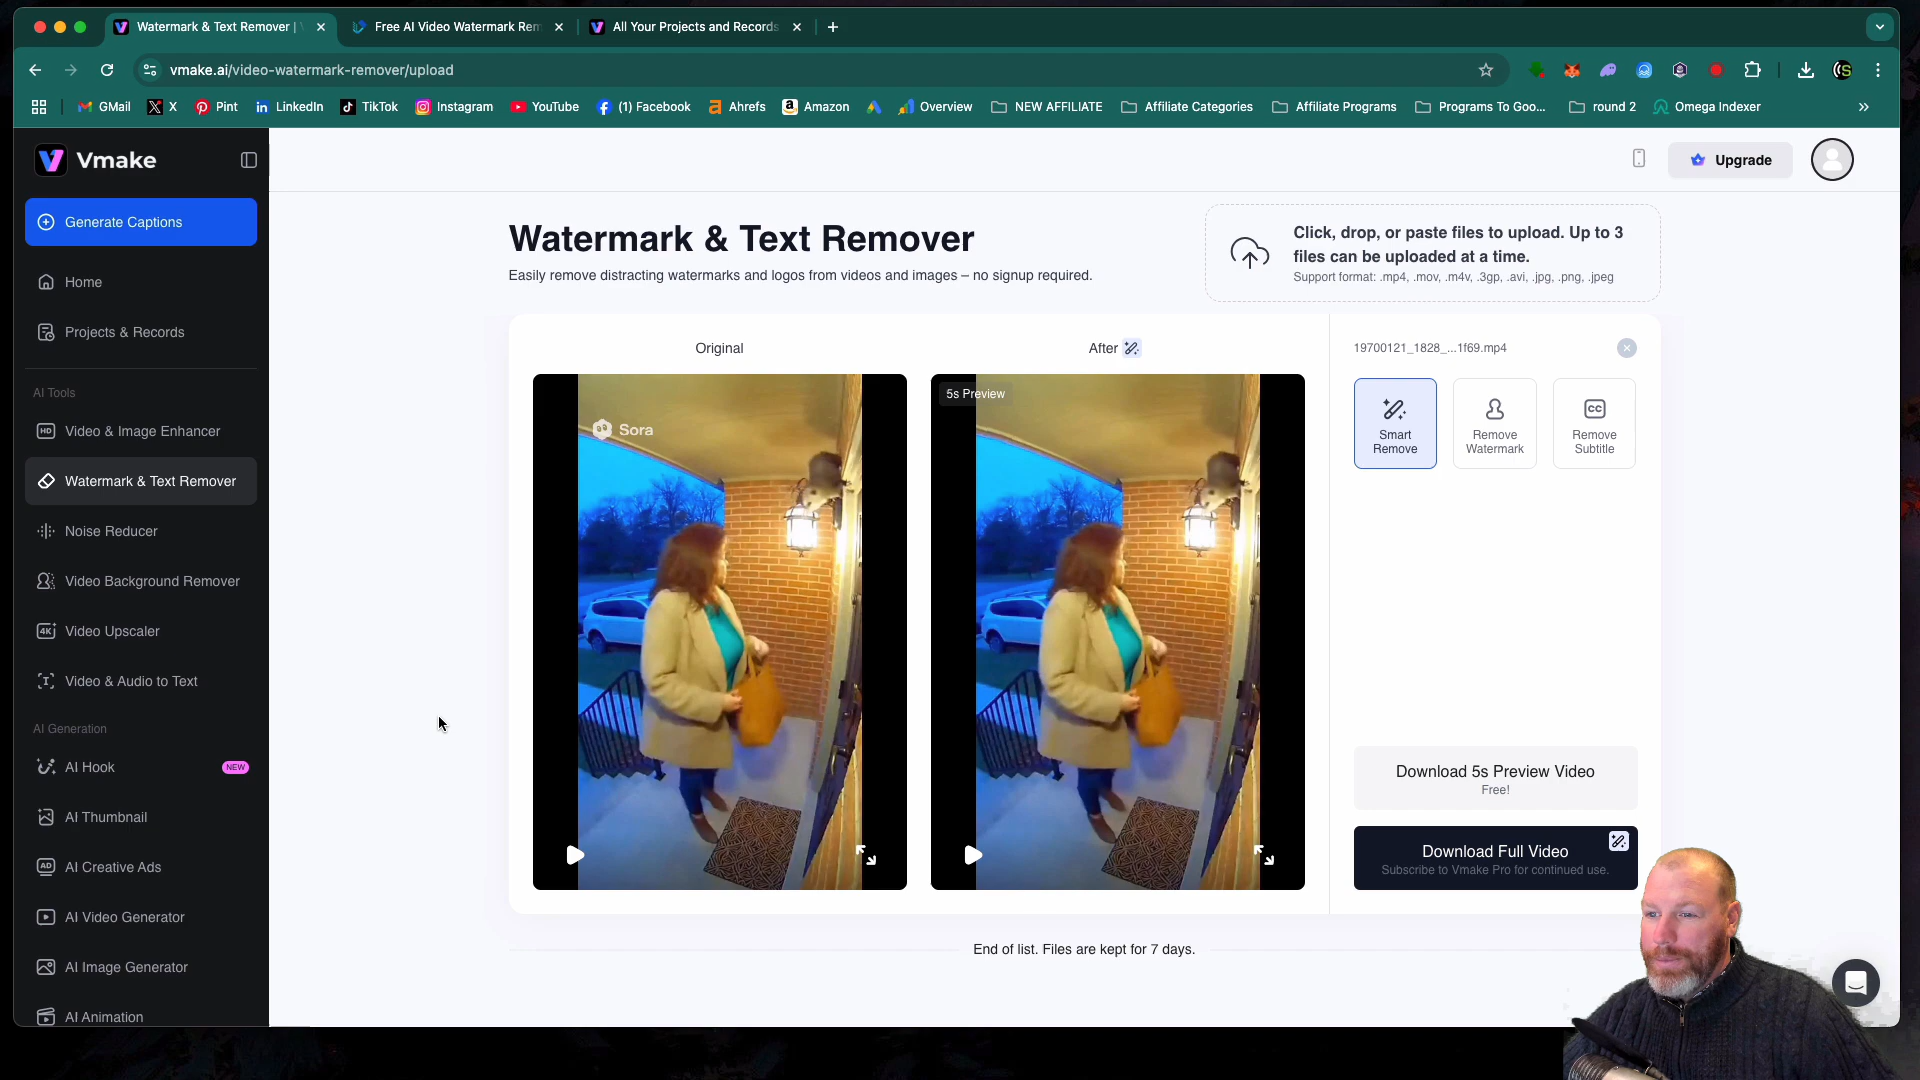 Watermark & Text Remover |
Free AI Video Watermark Rem
All Your Projects and Records
vmake.ai/video-watermark-remover/upload
GMail
X
Pint
LinkedIn
TikTok
Instagram
YouTube
(1) Facebook
Ahrefs
Amazon
Overview
NEW AFFILIATE
Affiliate Categories
Affiliate Programs
Programs To Goo...
round 2
Omega Indexer
Vmake
Upgrade
Generate Captions
Home
Projects & Records
AI Tools
Video & Image Enhancer
Watermark & Text Remover
Noise Reducer
Video Background Remover
Video Upscaler
Video & Audio to Text
AI Generation
AI Hook
NEW
AI Thumbnail
AI Creative Ads
AI Video Generator
AI Image Generator
AI Animation
Watermark & Text Remover
Easily remove distracting watermarks and logos from videos and images – no signup required.
Click, drop, or paste files to upload. Up to 3
files can be uploaded at a time.
Support format: .mp4, .mov, .m4v, .3gp, .avi, .jpg, .png, .jpeg
Original
After
19700121_1828_...1f69.mp4
Sora
5s Preview
Smart
Remove
Remove
Watermark
CC
Remove
Subtitle
Download 5s Preview Video
Free!
Download Full Video
Subscribe to Vmake Pro for continued use.
End of list. Files are kept for 7 days.